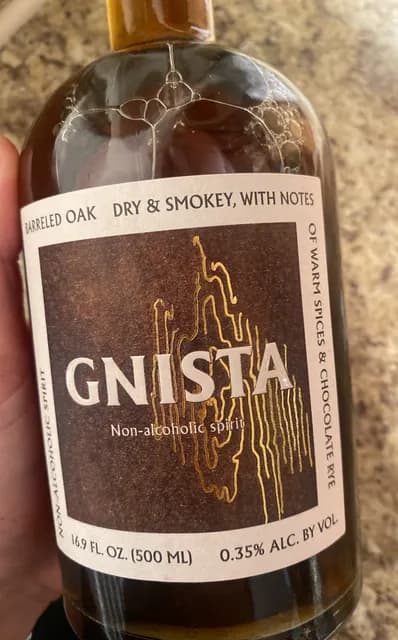 BARRELED OAK DRY & SMOKEY, WITH NOTES
OF WARM SPICES & CHOCOLATE RYE
GNISTA
Non-alcoholic spirit
NON-ALCOHOLIC SPIRIT
16.9 FL. OZ. (500 ML) 0.35% ALC. BY VOL.